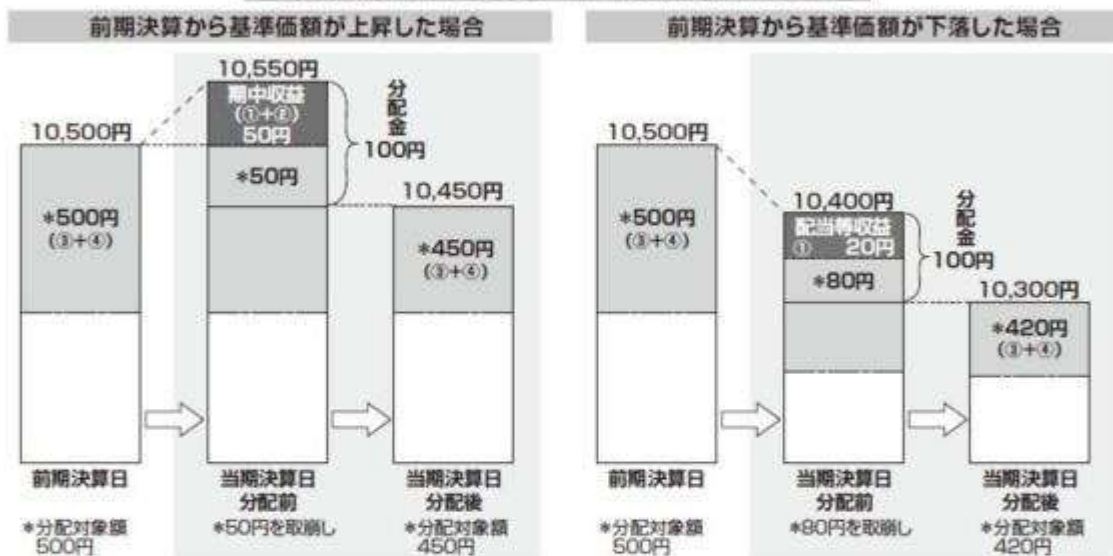 前期決算から基準価額が上昇した場合
10,550円
期中収益
(①+②)
50円
分配金
100円
10,500円
*50円
*500円
(③+④)
10,450円
*450円
(③+④)
前期決算日
当期決算日
分配前
当期決算日
分配後
*分配対象額
500円
*50円を取崩し
*分配対象額
450円
前期決算から基準価額が下落した場合
10,500円
*500円
(③+④)
10,400円
配当等収益
① 20円
分配金
100円
*80円
10,300円
*420円
(③+④)
前期決算日
当期決算日
分配前
当期決算日
分配後
*分配対象額
500円
*80円を取崩し
*分配対象額
420円